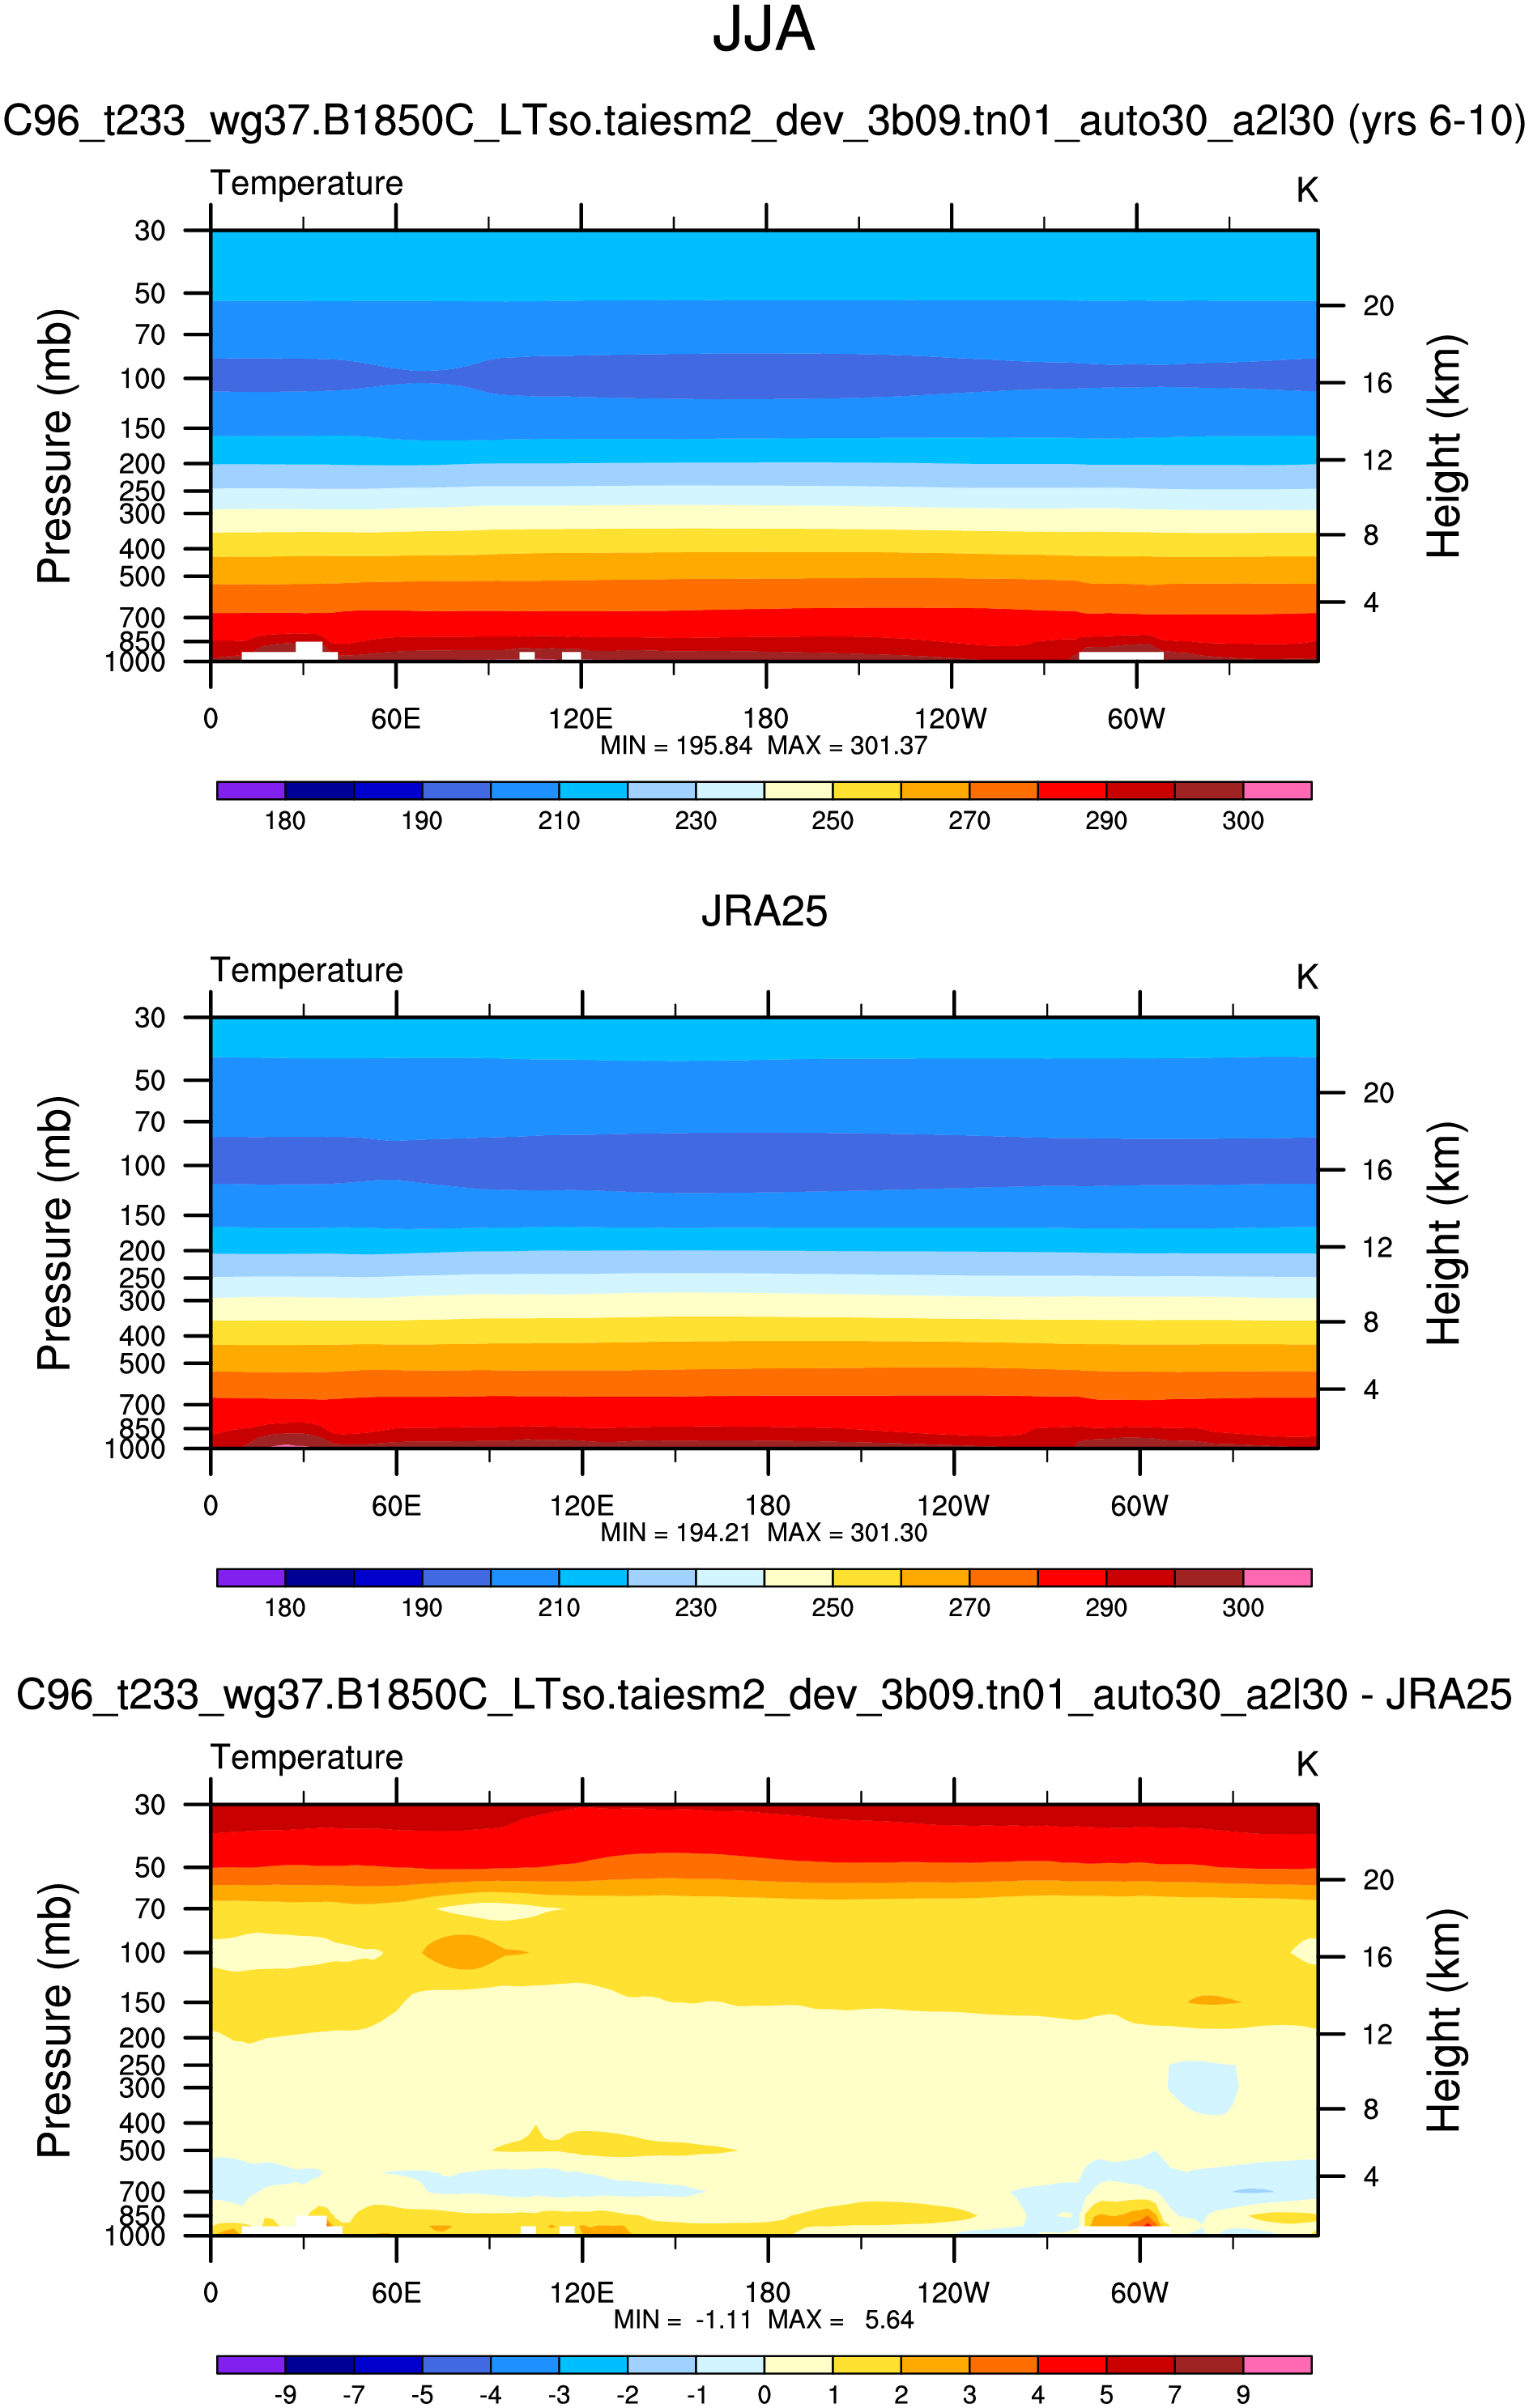 JJA
C96_t233_wg37.B1850C_LTso.taiesm2_dev_3b09.tn01_auto30_a2l30 (yrs 6-10)
Temperature K
Pressure (mb)
30
50
70
100
150
200
250
300
400
500
700
850
1000
20
16
12
8
4
Height (km)
0 60E 120E 180 120W 60W
MIN = 195.84 MAX = 301.37
180 190 210 230 250 270 290 300
JRA25
Temperature K
Pressure (mb)
30
50
70
100
150
200
250
300
400
500
700
850
1000
20
16
12
8
4
Height (km)
0 60E 120E 180 120W 60W
MIN = 194.21 MAX = 301.30
180 190 210 230 250 270 290 300
C96_t233_wg37.B1850C_LTso.taiesm2_dev_3b09.tn01_auto30_a2l30 - JRA25
Temperature K
Pressure (mb)
30
50
70
100
150
200
250
300
400
500
700
850
1000
20
16
12
8
4
Height (km)
0 60E 120E 180 120W 60W
MIN = -1.11 MAX = 5.64
-9 -7 -5 -4 -3 -2 -1 0 1 2 3 4 5 7 9